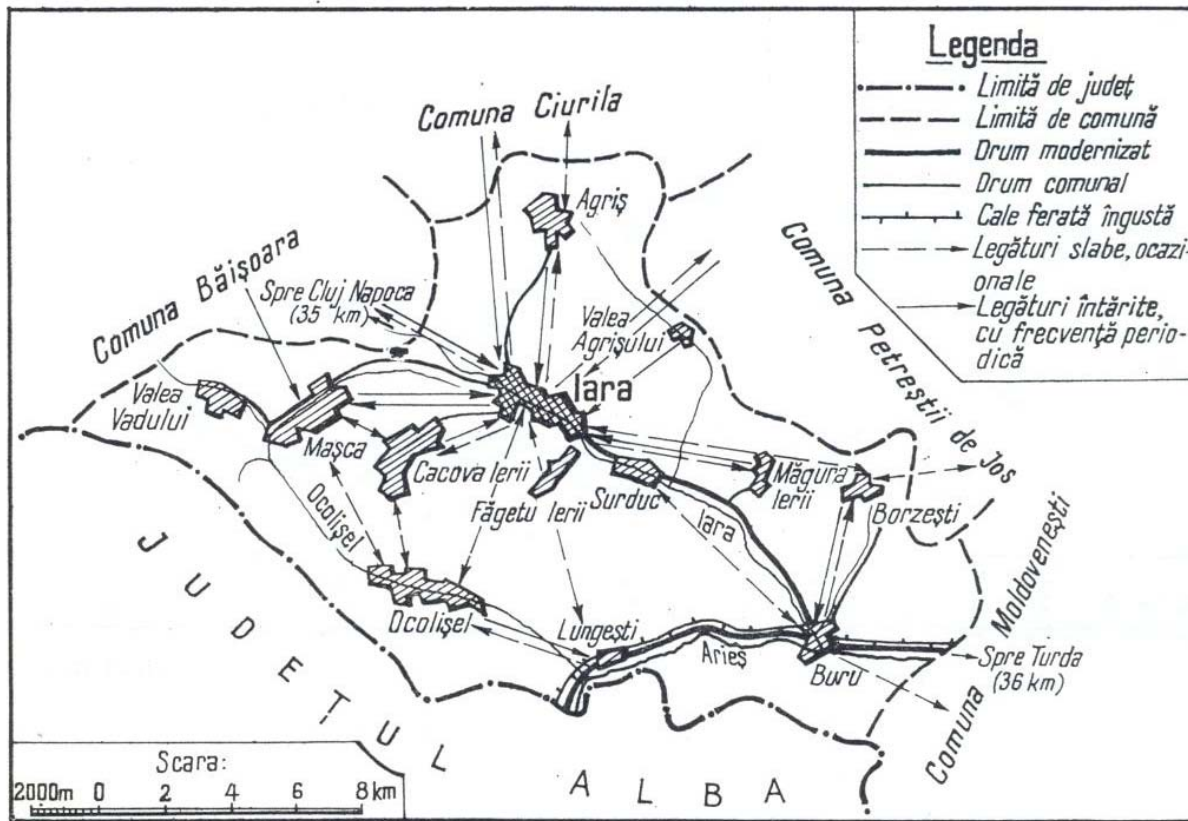 Legenda
Limită de județ
Limită de comună
Drum modernizat
Drum comunal
Cale ferată îngustă
Legături slabe, ocazi-
onale
Legături întărite,
cu frecvență perio-
dică
Comuna Ciurila
Agriș
Comuna Băișoara
Spre Cluj Napoca
(35 km)
Valea
Agrișului
Comuna Petreștii de Jos
Iara
Valea
Vadului
Mașca
Cacova Ierii
Făgetu Ierii
Surduc
Măgura
Ierii
Borzești
Iara
Ocolișel
Ocolișel
Lungești
Arieș
Buru
Comuna Moldovenești
Spre Turda
(36 km)
JUDEȚUL ALBA
Scara:
2000m 0 2 4 6 8 km